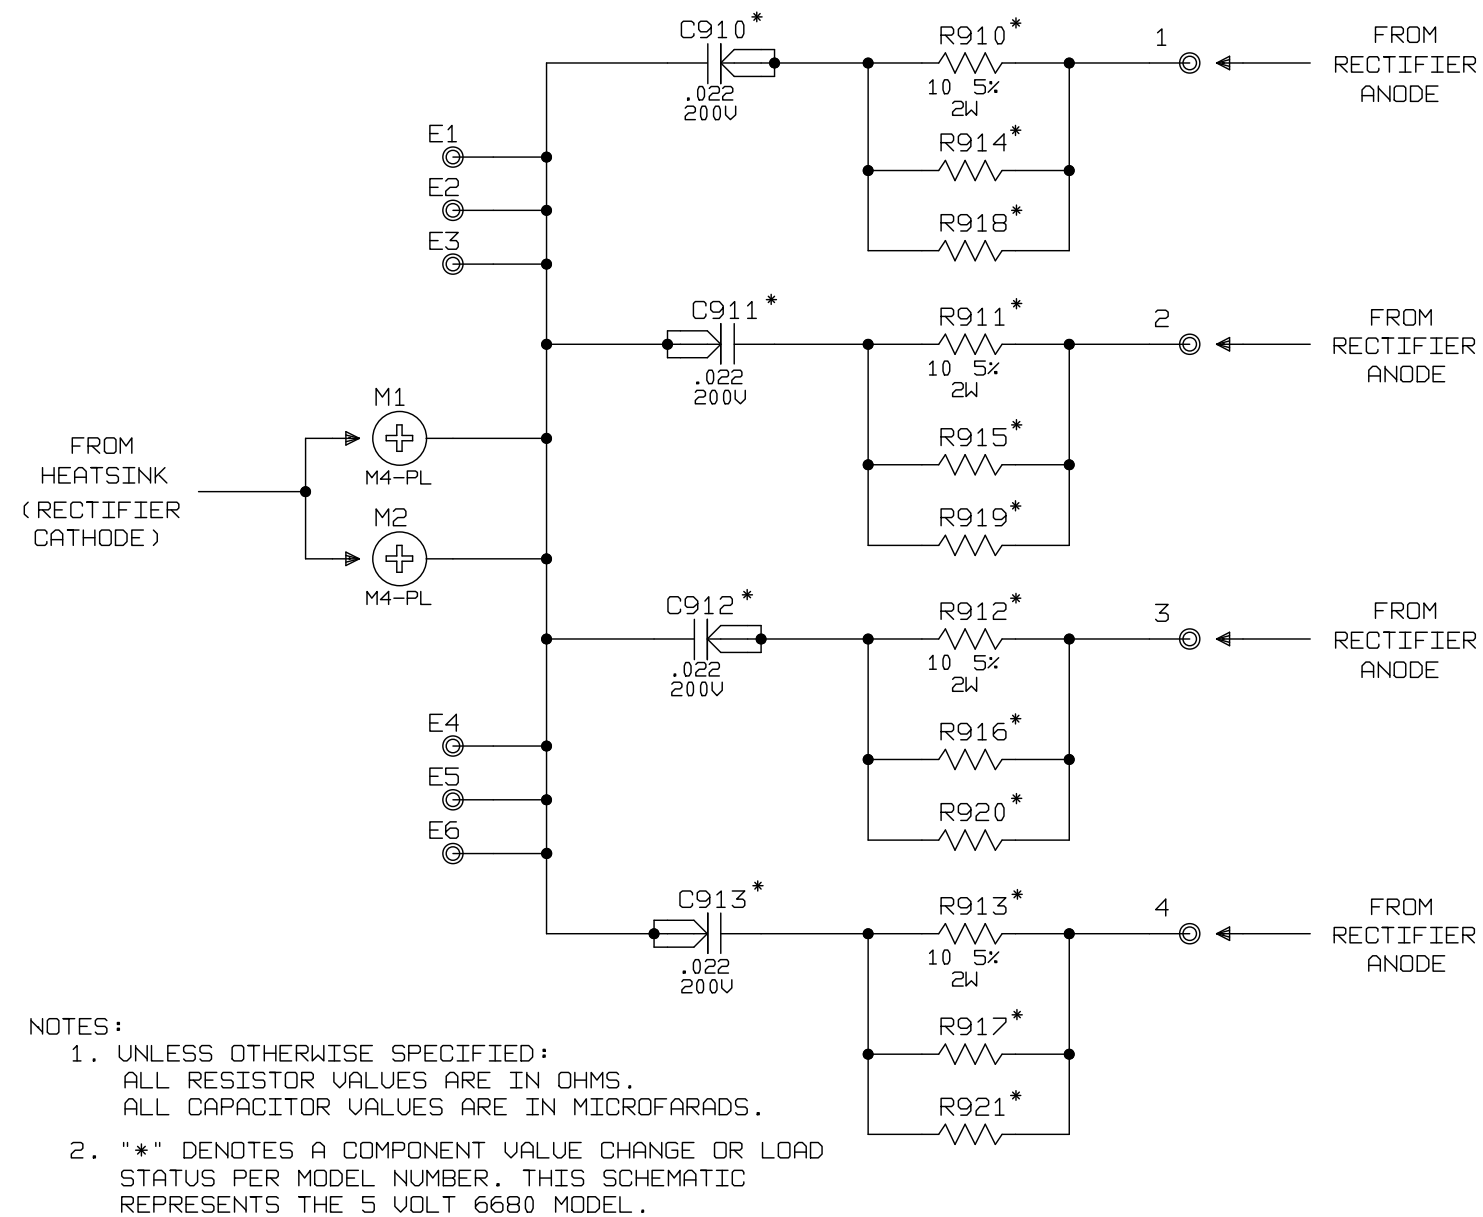 C910*
.022
200V
R910*
10 5%
2W
R914*
R918*
1
FROM
RECTIFIER
ANODE
E1
E2
E3
C911*
.022
200V
R911*
10 5%
2W
R915*
R919*
2
FROM
RECTIFIER
ANODE
FROM
HEATSINK
(RECTIFIER
CATHODE)
M1
M4-PL
M2
M4-PL
C912*
.022
200V
R912*
10 5%
2W
R916*
R920*
3
FROM
RECTIFIER
ANODE
E4
E5
E6
C913*
.022
200V
R913*
10 5%
2W
R917*
R921*
4
FROM
RECTIFIER
ANODE
NOTES:
1. UNLESS OTHERWISE SPECIFIED:
ALL RESISTOR VALUES ARE IN OHMS.
ALL CAPACITOR VALUES ARE IN MICROFARADS.
2. "*" DENOTES A COMPONENT VALUE CHANGE OR LOAD
STATUS PER MODEL NUMBER. THIS SCHEMATIC
REPRESENTS THE 5 VOLT 6680 MODEL.